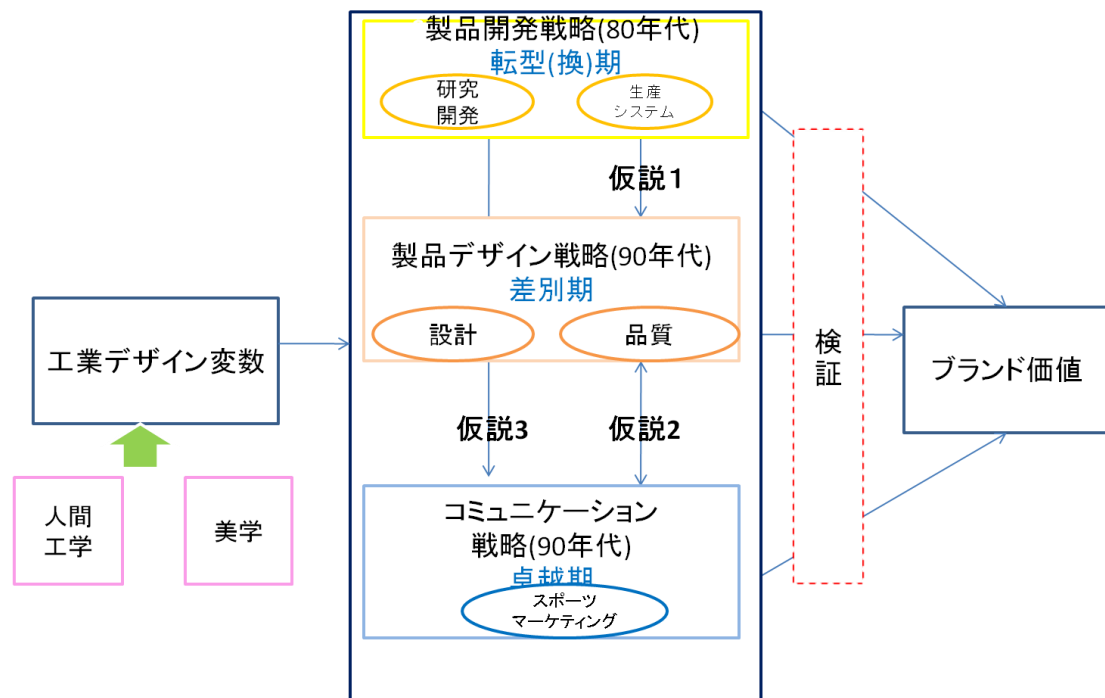 製品開発戦略(80年代)
転型(換)期
研究
開発
生産
システム
仮説1
製品デザイン戦略(90年代)
差別期
設計
品質
工業デザイン変数
検
証
ブランド価値
仮説3
仮説2
人間
工学
美学
コミュニケーション
戦略(90年代)
卓越期
スポーツ
マーケティング